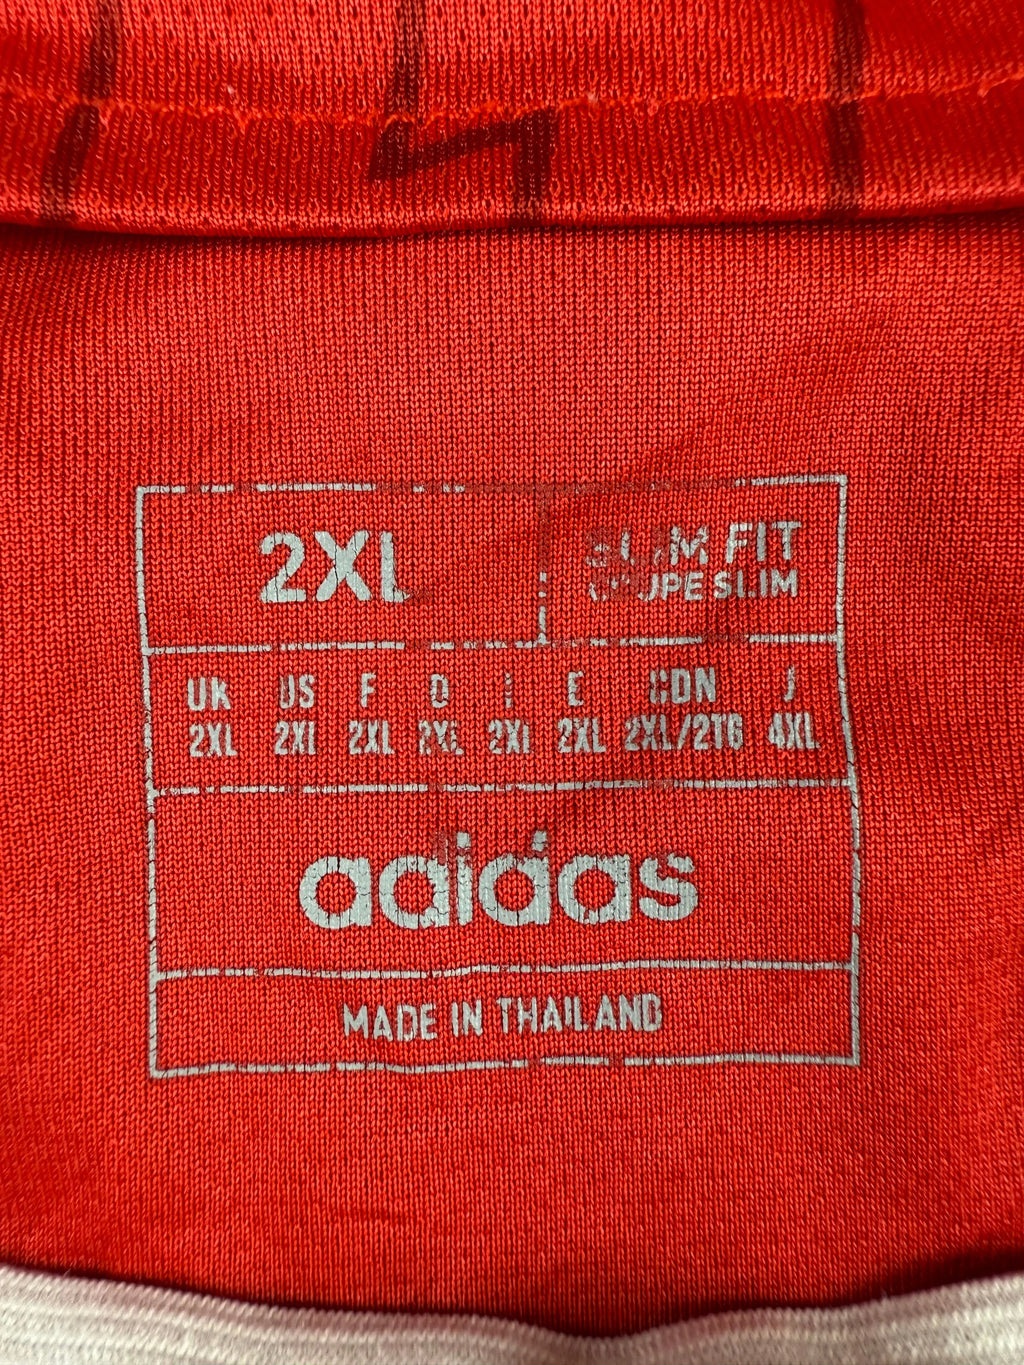 2XL
SLIM FIT
COUPE SLIM
UK US F D I E CDN J
2XL 2XL 2XL 2XL 2XL 2XL 2XL/2TG 4XL
adidas
MADE IN THAILAND